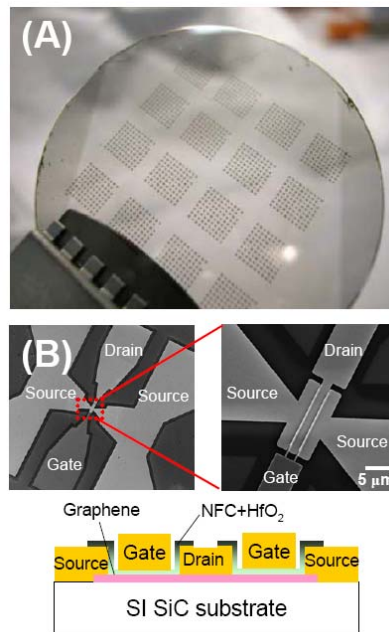 (A)
(B)
Drain
Source
Source
Gate
Drain
Source
Source
Gate
5 μm
Graphene
NFC+HfO₂
Source
Gate
Drain
Gate
Source
SI SiC substrate